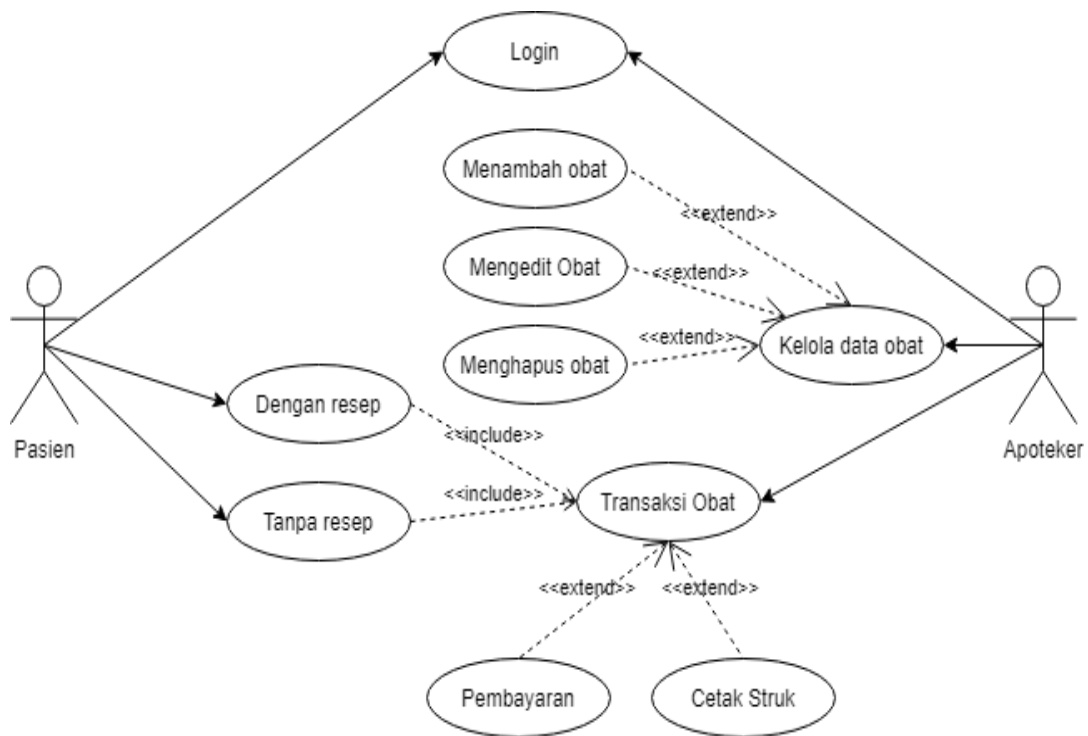 Login
Menambah obat
<<extend>>
Mengedit Obat
<<extend>>
<<extend>>
Kelola data obat
Menghapus obat
Dengan resep
Pasien
Apoteker
<<include>>
<<include>>
Transaksi Obat
Tanpa resep
<<extend>>
<<extend>>
Pembayaran
Cetak Struk